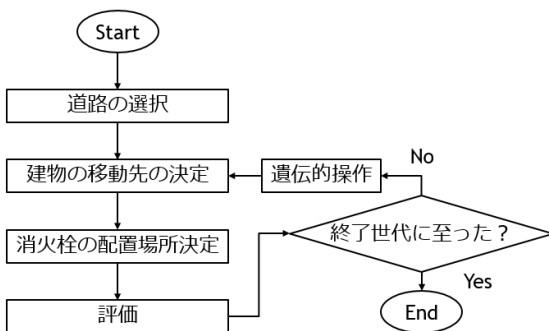 Start
道路の選択
建物の移動先の決定
遺伝的操作
No
消火栓の配置場所決定
終了世代に至った？
評価
Yes
End